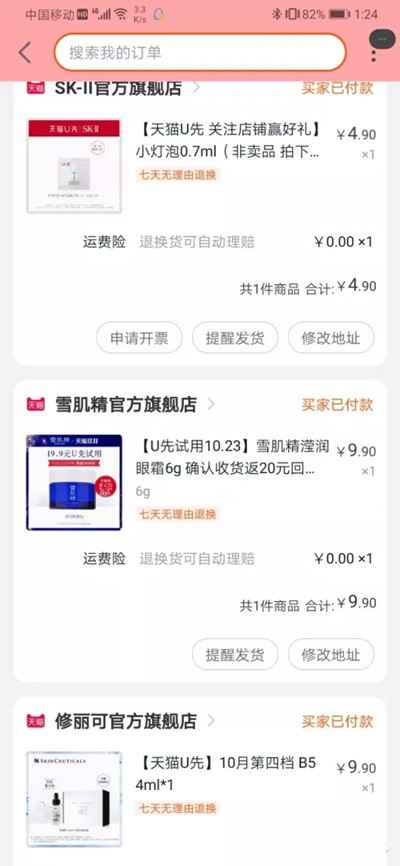 中国移动 HD 3.3 K/s 82% 1:24
搜索我的订单
天猫 SK-II官方旗舰店 买家已付款
天猫U先 SK-II
【天猫U先 关注店铺赢好礼】 ￥4.90
小灯泡0.7ml（非卖品 拍下... ×1
七天无理由退换
运费险 退换货可自动理赔 ￥0.00 ×1
共1件商品 合计:￥4.90
申请开票 提醒发货 修改地址
天猫 雪肌精官方旗舰店 买家已付款
雪肌精 天猫双11
19.9元U先试用
【U先试用10.23】雪肌精滢润 ￥9.90
眼霜6g 确认收货返20元回... ×1
6g
七天无理由退换
运费险 退换货可自动理赔 ￥0.00 ×1
共1件商品 合计:￥9.90
提醒发货 修改地址
天猫 修丽可官方旗舰店 买家已付款
SKINCEUTICALS
【天猫U先】10月第四档 B5 ￥9.90
4ml*1 ×1
七天无理由退换